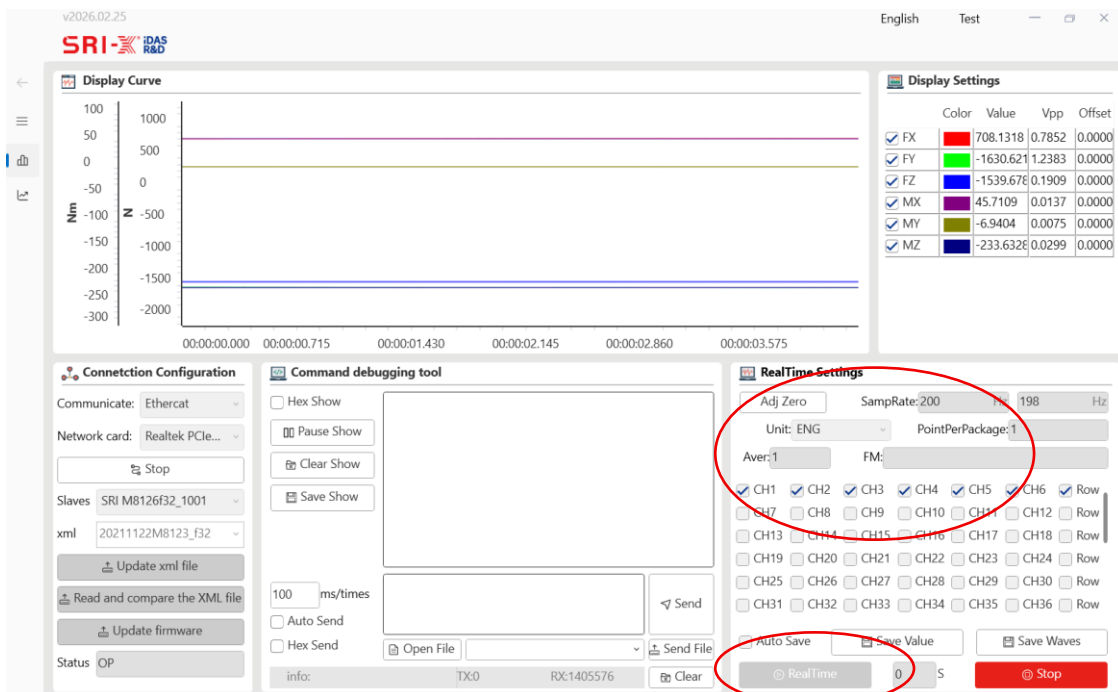 v2026.02.25
English Test
SRI-X iDAS R&D
Display Curve
100
50
0
-50
-100
-150
-200
-250
-300
Nm
1000
500
0
-500
-1000
-1500
-2000
N
00:00:00.000 00:00:00.715 00:00:01.430 00:00:02.145 00:00:02.860 00:00:03.575
Display Settings
Color Value Vpp Offset
FX 708.1318 0.7852 0.0000
FY -1630.621 1.2383 0.0000
FZ -1539.678 0.1909 0.0000
MX 45.7109 0.0137 0.0000
MY -6.9404 0.0075 0.0000
MZ -233.6328 0.0299 0.0000
Connetction Configuration
Communicate: Ethercat
Network card: Realtek PCIe...
Stop
Slaves SRI M8126f32_1001
xml 20211122M8123_f32
Update xml file
Read and compare the XML file
Update firmware
Status OP
Command debugging tool
Hex Show
Pause Show
Clear Show
Save Show
100 ms/times
Auto Send
Hex Send
Send
Open File
Send File
info: TX:0 RX:1405576
Clear
RealTime Settings
Adj Zero SampRate: 200 Hz 198 Hz
Unit: ENG PointPerPackage: 1
Aver: 1 FM:
CH1 CH2 CH3 CH4 CH5 CH6 Row
CH7 CH8 CH9 CH10 CH11 CH12 Row
CH13 CH14 CH15 CH16 CH17 CH18 Row
CH19 CH20 CH21 CH22 CH23 CH24 Row
CH25 CH26 CH27 CH28 CH29 CH30 Row
CH31 CH32 CH33 CH34 CH35 CH36 Row
Auto Save Save Value Save Waves
RealTime 0 S Stop